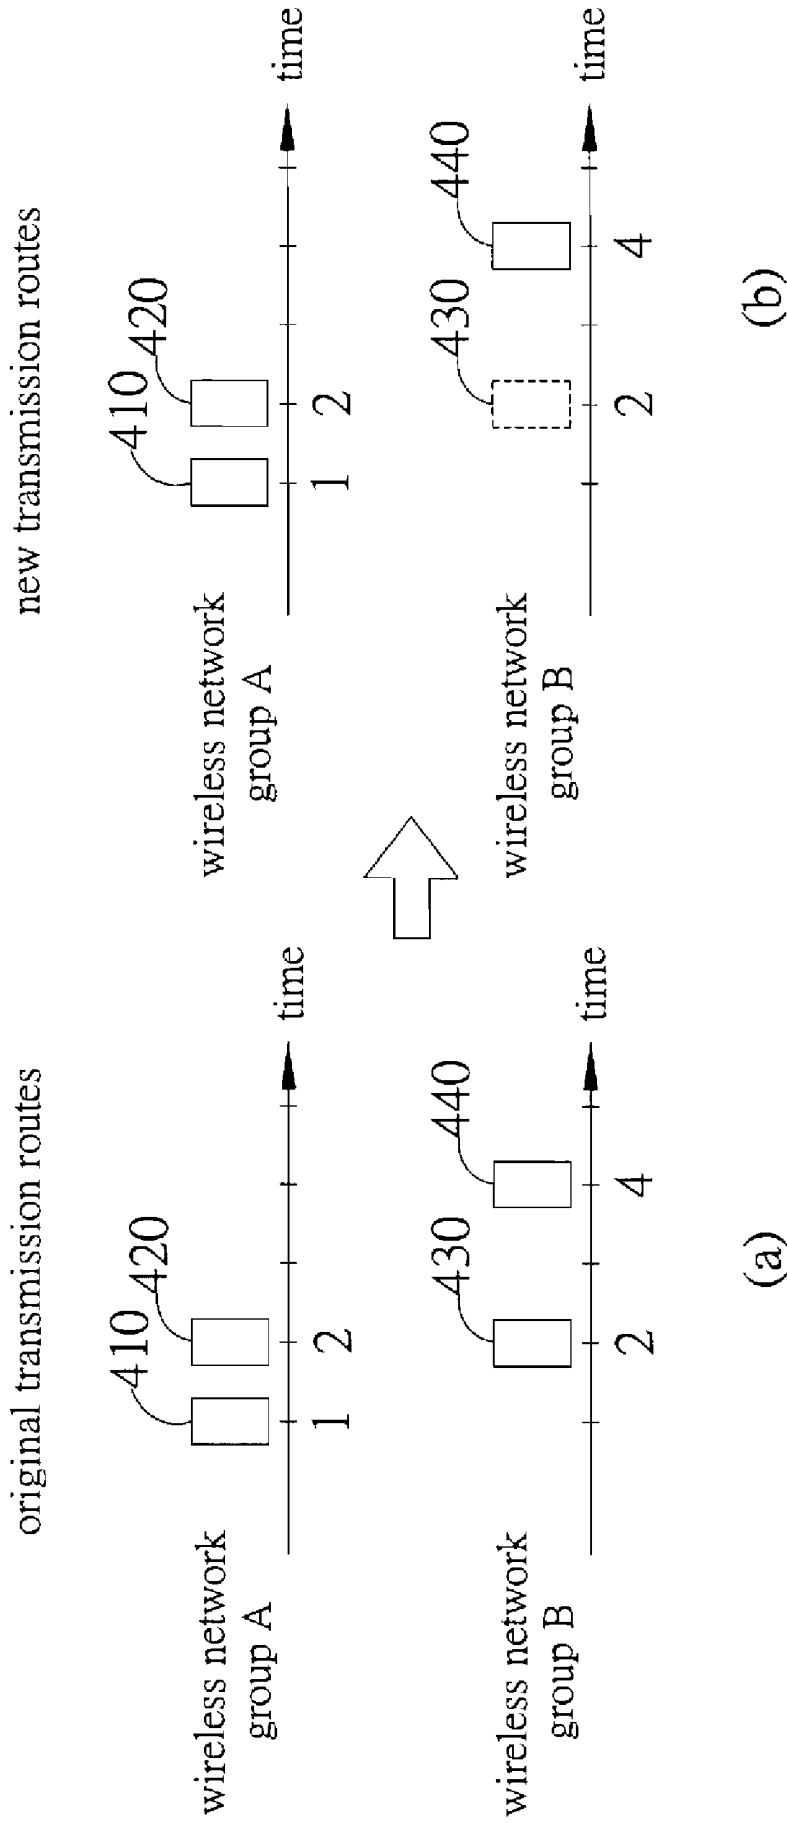 original transmission routes
wireless network
group A
410
420
1
2
time
wireless network
group B
430
440
2
4
time
(a)
new transmission routes
wireless network
group A
410
420
1
2
time
wireless network
group B
430
440
2
4
time
(b)